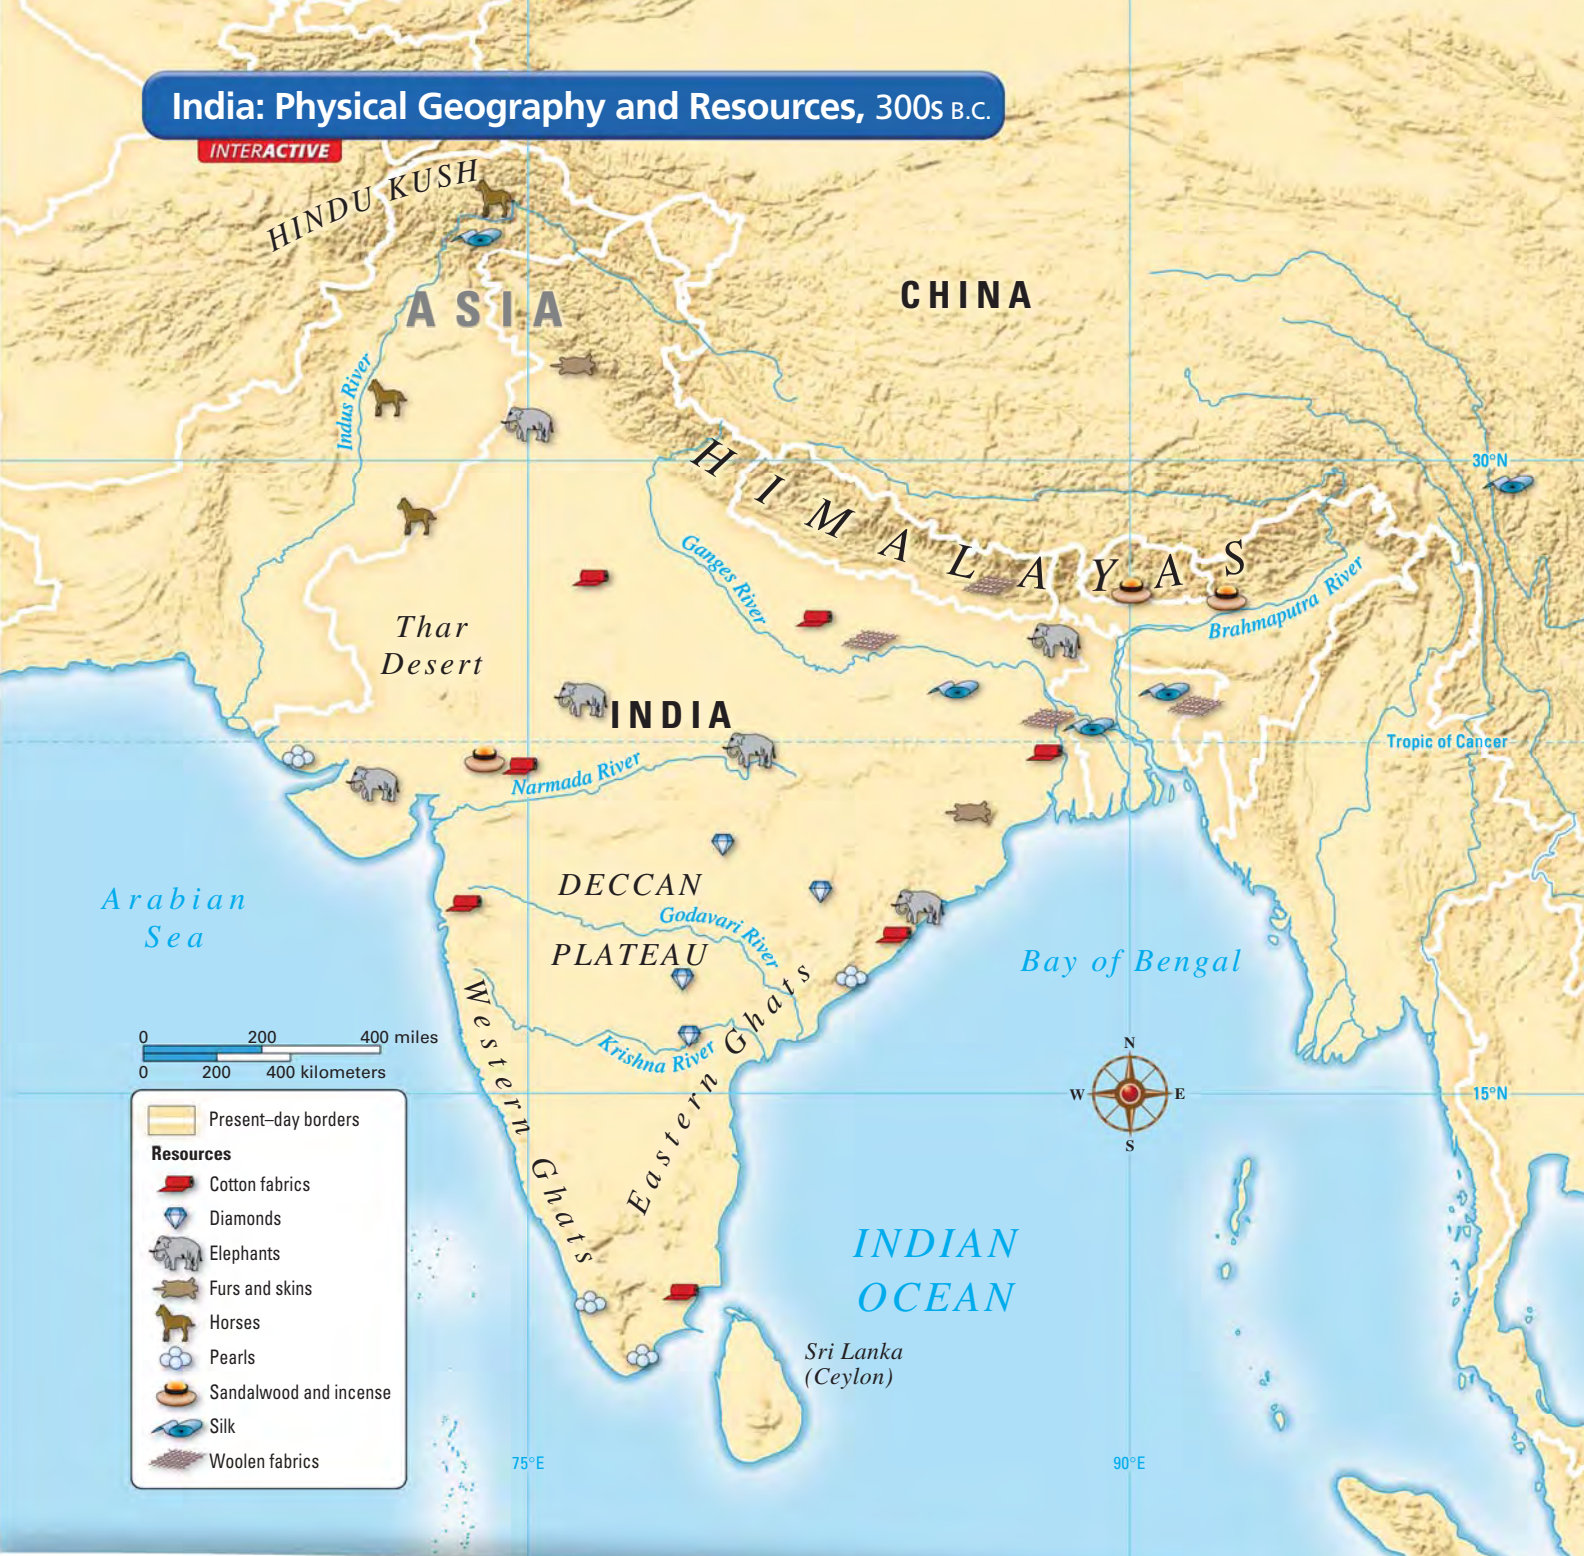 India: Physical Geography and Resources, 300s B.C.
INTERACTIVE
HINDU KUSH
ASIA
CHINA
Indus River
30°N
HIMALAYAS
Ganges River
Brahmaputra River
Thar
Desert
INDIA
Tropic of Cancer
Narmada River
Arabian
Sea
DECCAN
PLATEAU
Godavari River
Bay of Bengal
Western Ghats
Eastern Ghats
Krishna River
0 200 400 miles
0 200 400 kilometers
N
W E
S
15°N
Present–day borders
Resources
Cotton fabrics
Diamonds
Elephants
Furs and skins
Horses
Pearls
Sandalwood and incense
Silk
Woolen fabrics
INDIAN
OCEAN
Sri Lanka
(Ceylon)
75°E
90°E